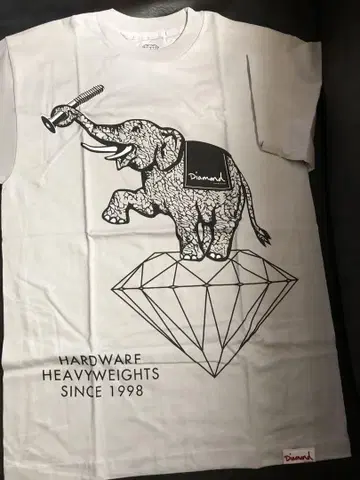 Diamond
HARDWARE
HEAVYWEIGHTS
SINCE 1998
Diamond